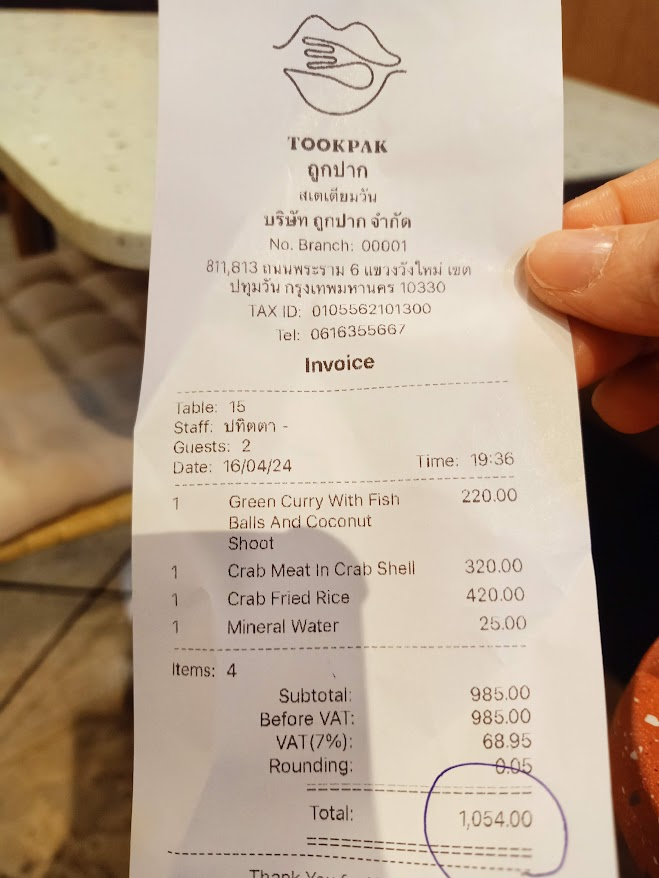 TOOKPAK
ถูกปาก
สเตเดียมวัน
บริษัท ถูกปาก จำกัด
No. Branch: 00001
811,813 ถนนพระราม 6 แขวงวังใหม่ เขต
ปทุมวัน กรุงเทพมหานคร 10330
TAX ID: 0105562101300
Tel: 0616355667
Invoice
Table: 15
Staff: ปทิตตา -
Guests: 2
Date: 16/04/24 Time: 19:36
1 Green Curry With Fish 220.00
Balls And Coconut
Shoot
1 Crab Meat In Crab Shell 320.00
1 Crab Fried Rice 420.00
1 Mineral Water 25.00
Items: 4
Subtotal: 985.00
Before VAT: 985.00
VAT(7%): 68.95
Rounding: 0.05
Total: 1,054.00
Thank You